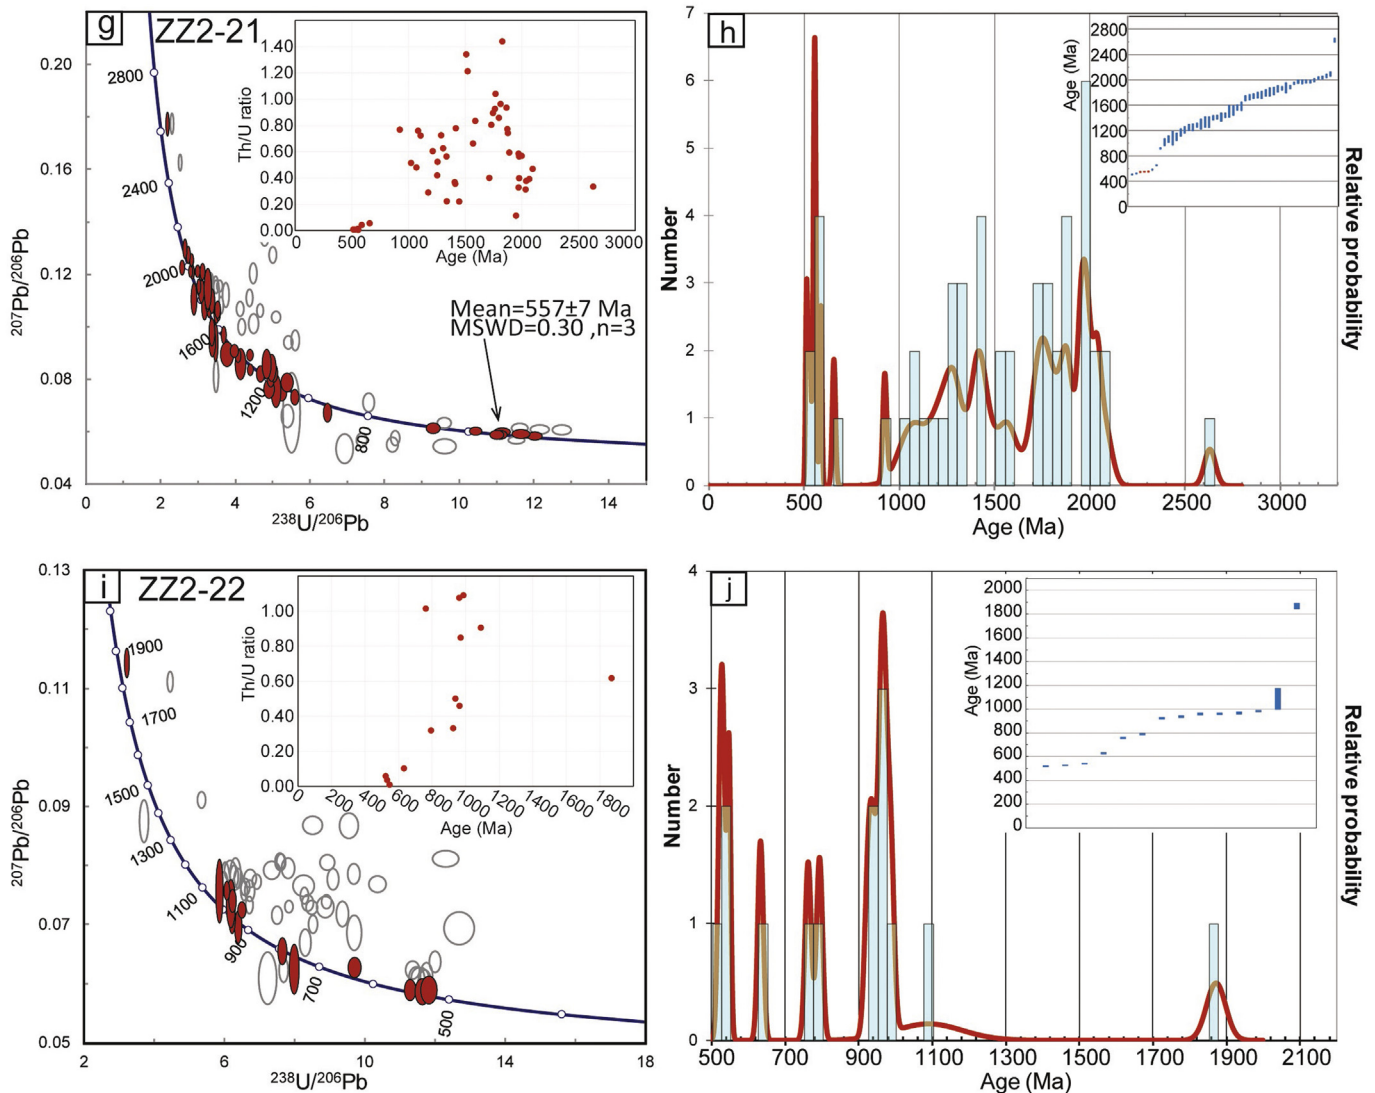 g ZZ2-21
0.20
0.16
0.12
0.08
0.04
207Pb/206Pb
2800
2400
2000
1600
1200
800
0 2 4 6 8 10 12 14
238U/206Pb
Mean=557±7 Ma
MSWD=0.30 ,n=3
1.40
1.20
1.00
0.80
0.60
0.40
0.20
0.00
Th/U ratio
0 500 1000 1500 2000 2500 3000
Age (Ma)
h
7
6
5
4
3
2
1
0
Number
0 500 1000 1500 2000 2500 3000
Age (Ma)
Relative probability
2800
2400
2000
1600
1200
800
400
0
Age (Ma)
i ZZ2-22
0.13
0.11
0.09
0.07
0.05
207Pb/206Pb
1900
1700
1500
1300
1100
900
700
500
2 6 10 14 18
238U/206Pb
1.00
0.80
0.60
0.40
0.20
0.00
Th/U ratio
0 200 400 600 800 1000 1200 1400 1600 1800
Age (Ma)
j
4
3
2
1
0
Number
500 700 900 1100 1300 1500 1700 1900 2100
Age (Ma)
Relative probability
2000
1800
1600
1400
1200
1000
800
600
400
200
0
Age (Ma)